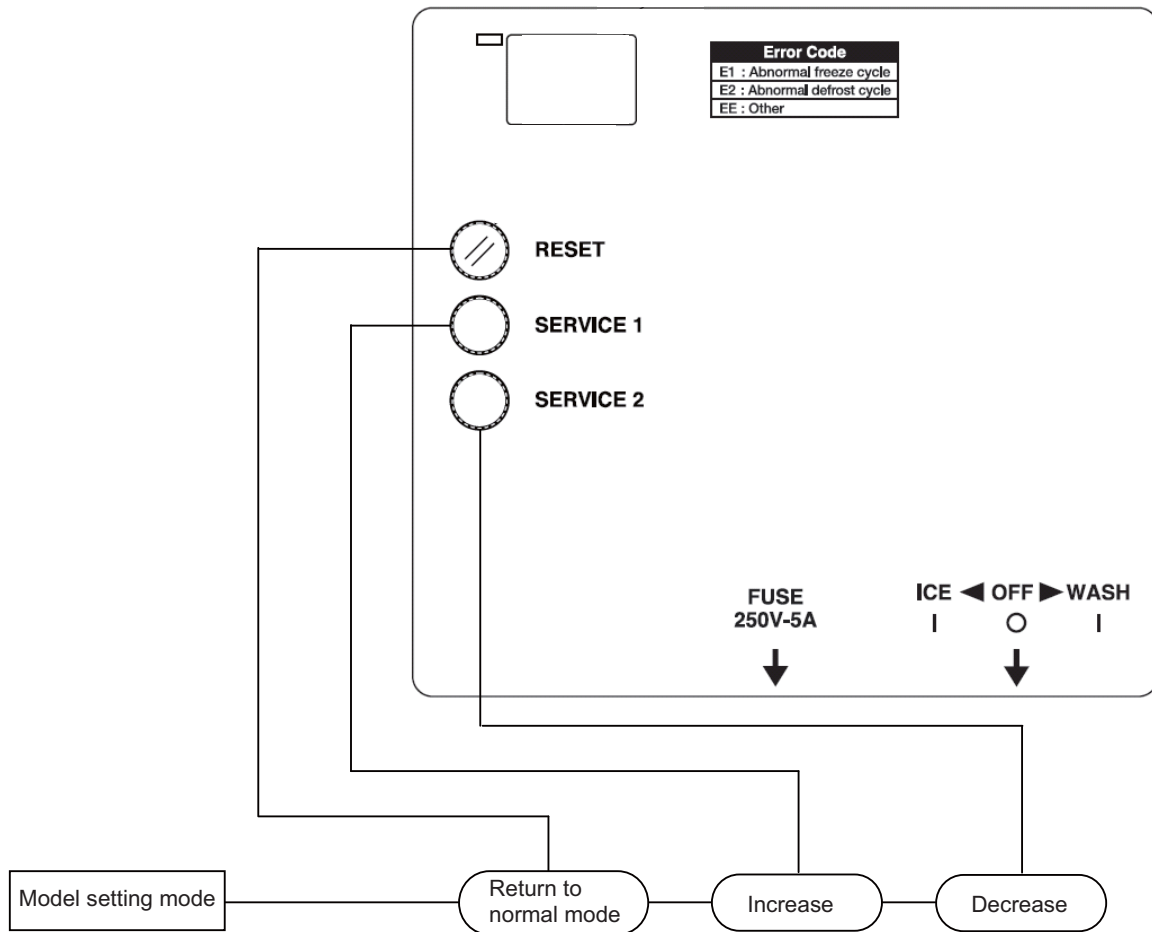 Error Code
E1 : Abnormal freeze cycle
E2 : Abnormal defrost cycle
EE : Other
RESET
SERVICE 1
SERVICE 2
FUSE
250V-5A
ICE ◀ OFF ▶ WASH
I O I
Model setting mode
Return to
normal mode
Increase
Decrease